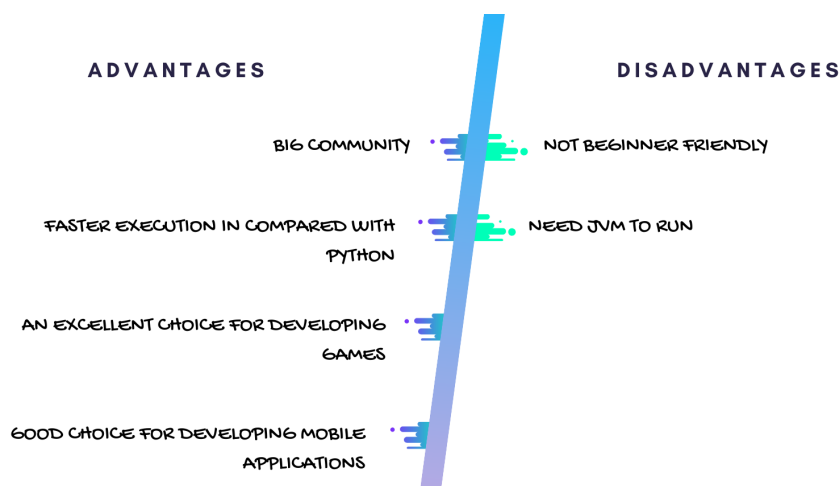 ADVANTAGES
BIG COMMUNITY
FASTER EXECUTION IN COMPARED WITH
PYTHON
AN EXCELLENT CHOICE FOR DEVELOPING
GAMES
GOOD CHOICE FOR DEVELOPING MOBILE
APPLICATIONS
DISADVANTAGES
NOT BEGINNER FRIENDLY
NEED JVM TO RUN